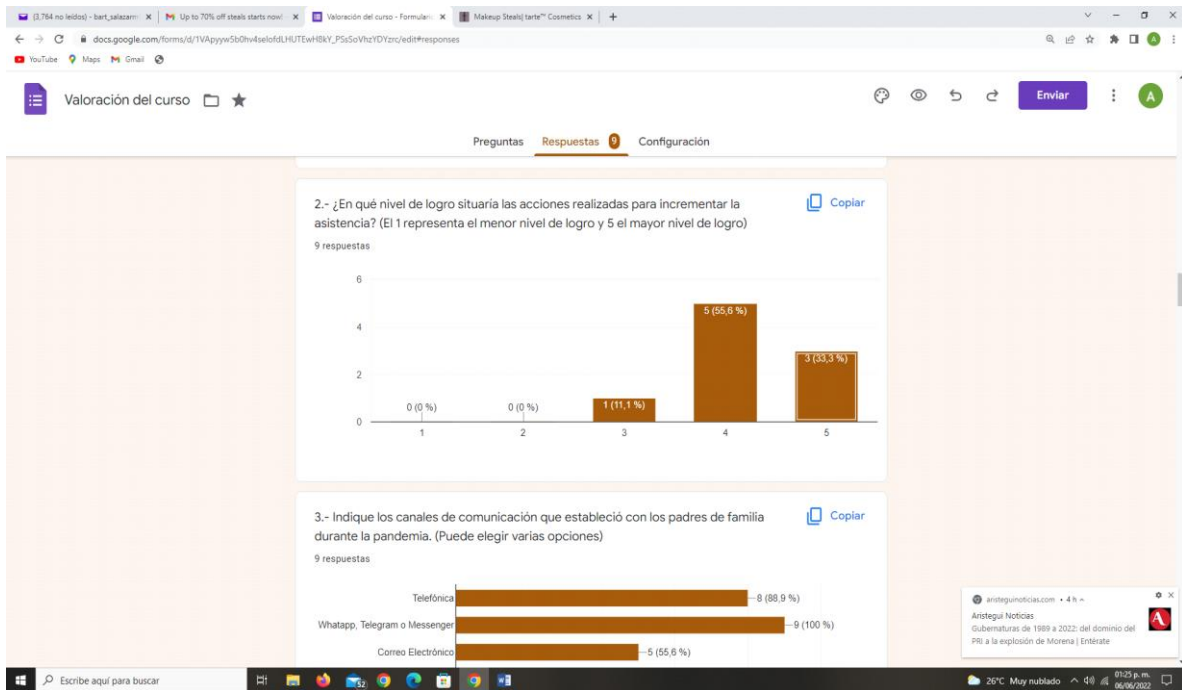 (3,764 no leídos) - bart_salazarm
Up to 70% off steals starts now!
Valoración del curso - Formulari
Makeup Steals| tarte™ Cosmetics
docs.google.com/forms/d/
/edit#responses
YouTube Maps Gmail
Valoración del curso
Enviar
A
Preguntas Respuestas 9 Configuración
2.- ¿En qué nivel de logro situaría las acciones realizadas para incrementar la
asistencia? (El 1 representa el menor nivel de logro y 5 el mayor nivel de logro)
Copiar
9 respuestas
6
4
2
0
0 (0 %)
0 (0 %)
1 (11,1 %)
5 (55,6 %)
3 (33,3 %)
1 2 3 4 5
3.- Indique los canales de comunicación que estableció con los padres de familia
durante la pandemia. (Puede elegir varias opciones)
Copiar
9 respuestas
Telefónica 8 (88,9 %)
Whatapp, Telegram o Messenger 9 (100 %)
Correo Electrónico 5 (55,6 %)
aristeguinoticias.com • 4 h
Aristegui Noticias
Gubernaturas de 1989 a 2022: del dominio del
PRI a la explosión de Morena | Entérate
A
Escribe aquí para buscar
52
26°C Muy nublado
01:25 p. m.
06/06/2022